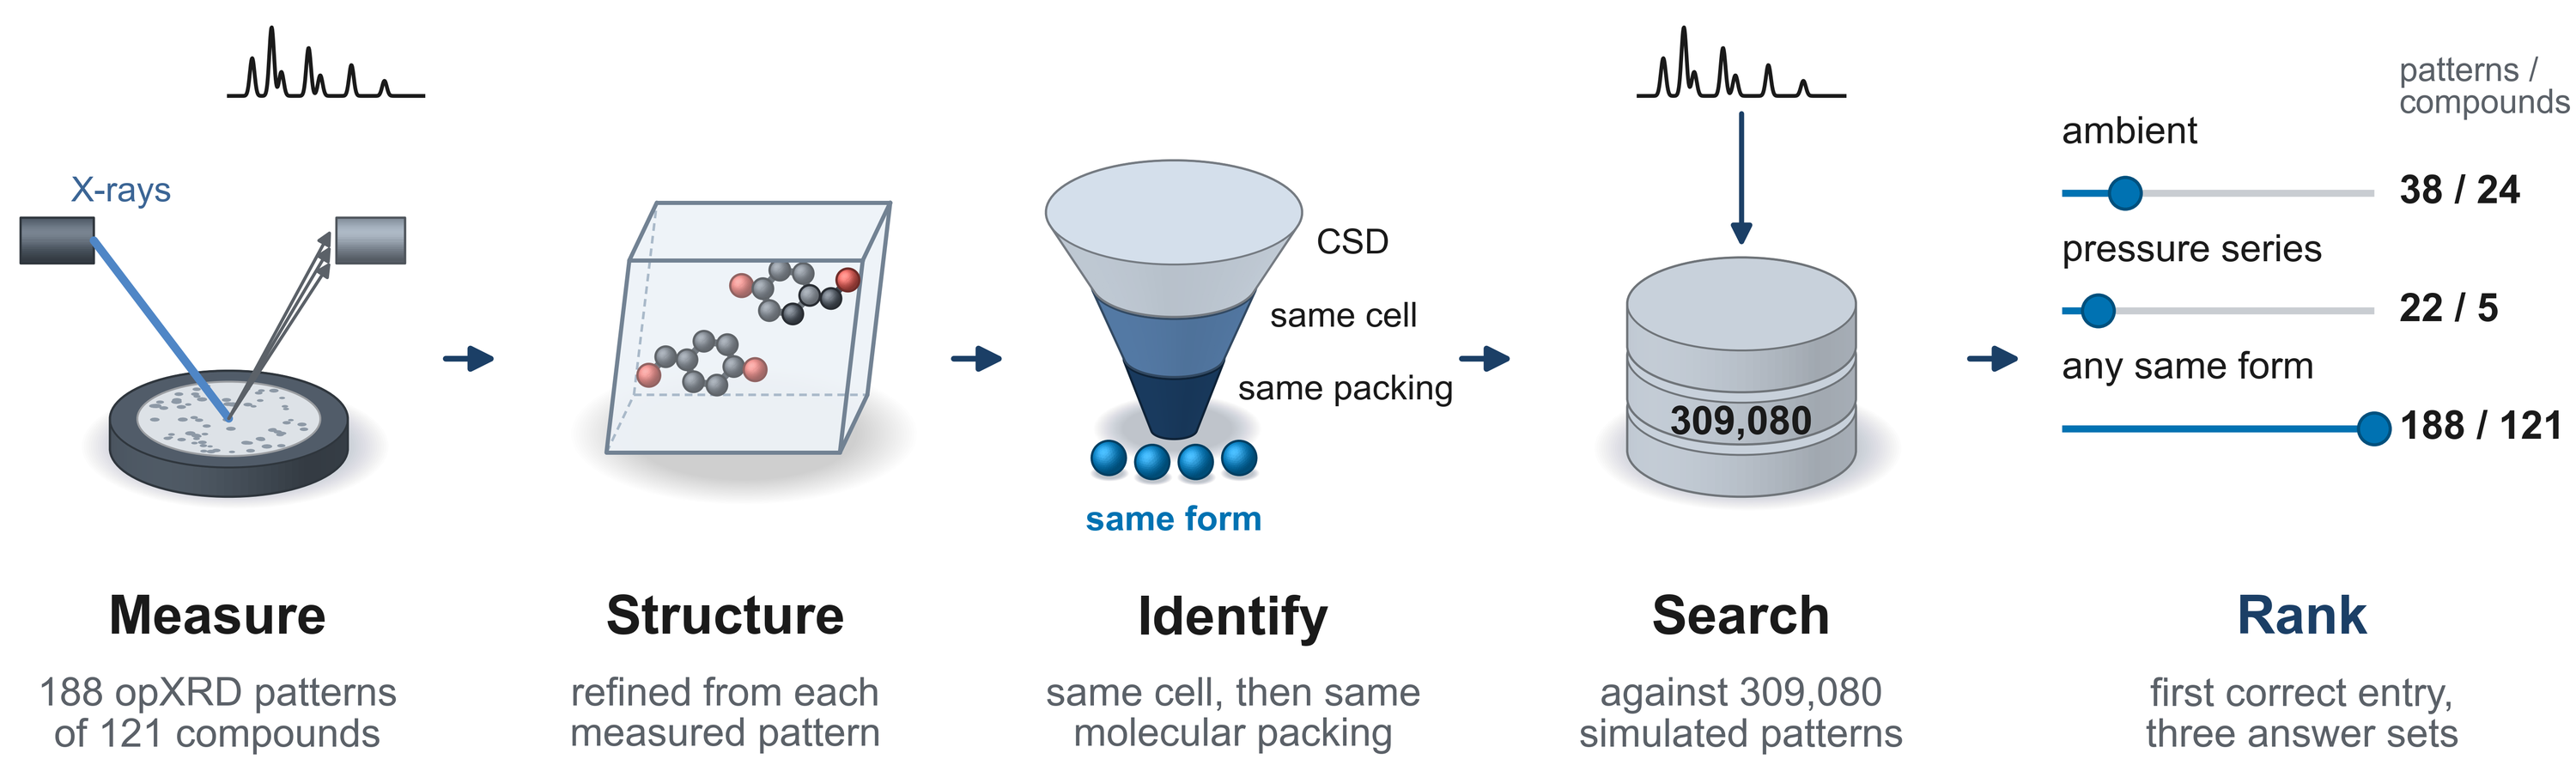 X-rays
Measure
188 opXRD patterns
of 121 compounds
Structure
refined from each
measured pattern
CSD
same cell
same packing
same form
Identify
same cell, then same
molecular packing
309,080
Search
against 309,080
simulated patterns
patterns /
compounds
ambient
38 / 24
pressure series
22 / 5
any same form
188 / 121
Rank
first correct entry,
three answer sets